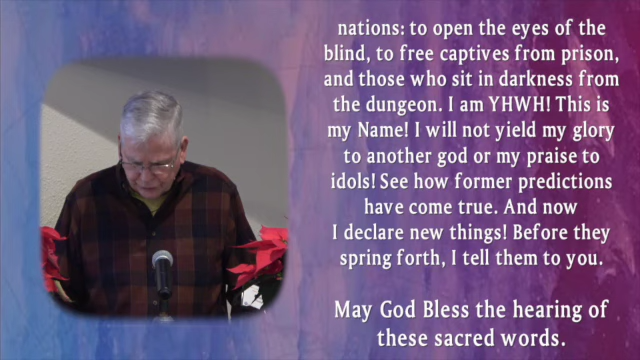 nations: to open the eyes of the
blind, to free captives from prison,
and those who sit in darkness from
the dungeon. I am YHWH! This is
my Name! I will not yield my glory
to another god or my praise to
idols! See how former predictions
have come true. And now
I declare new things! Before they
spring forth, I tell them to you.
May God Bless the hearing of
these sacred words.